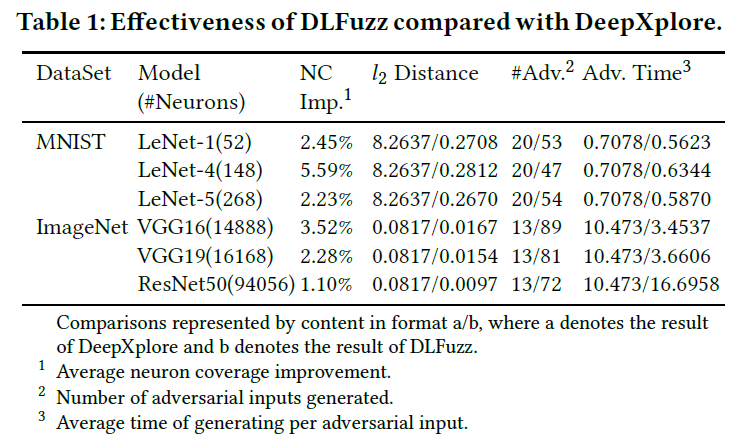 Table 1: Effectiveness of DLFuzz compared with DeepXplore.
DataSet Model NC l₂ Distance #Adv.² Adv. Time³
(#Neurons) Imp.¹
MNIST LeNet-1(52) 2.45% 8.2637/0.2708 20/53 0.7078/0.5623
LeNet-4(148) 5.59% 8.2637/0.2812 20/47 0.7078/0.6344
LeNet-5(268) 2.23% 8.2637/0.2670 20/54 0.7078/0.5870
ImageNet VGG16(14888) 3.52% 0.0817/0.0167 13/89 10.473/3.4537
VGG19(16168) 2.28% 0.0817/0.0154 13/81 10.473/3.6606
ResNet50(94056) 1.10% 0.0817/0.0097 13/72 10.473/16.6958
Comparisons represented by content in format a/b, where a denotes the result
of DeepXplore and b denotes the result of DLFuzz.
¹ Average neuron coverage improvement.
² Number of adversarial inputs generated.
³ Average time of generating per adversarial input.